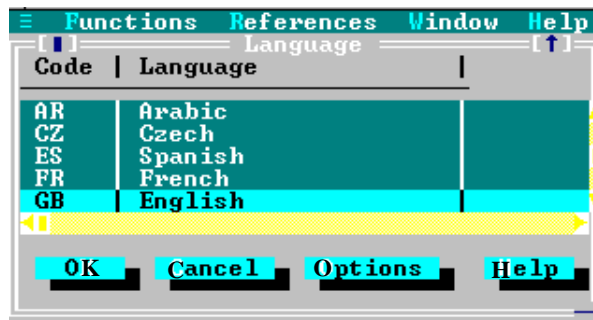 ≡ Functions References Window Help
[▮] Language [↑]
Code | Language |
AR | Arabic
CZ | Czech
ES | Spanish
FR | French
GB | English
OK Cancel Options Help